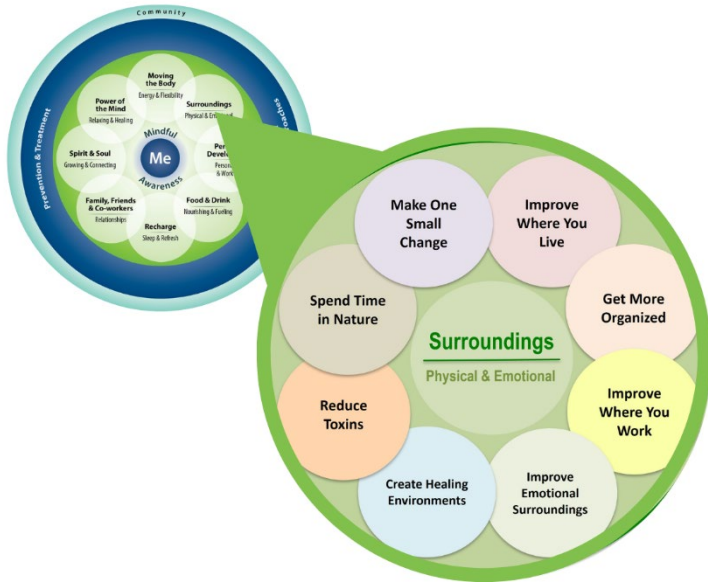 Community
Prevention & Treatment
Moving
the Body
Energy & Flexibility
Surroundings
Physical &
Power of
the Mind
Relaxing & Healing
Mindful
Me
Awareness
Spirit & Soul
Growing & Connecting
& Work
Family, Friends
& Co-workers
Relationships
Food & Drink
Nourishing & Fueling
Recharge
Sleep & Refresh
Make One
Small
Change
Improve
Where You
Live
Get More
Organized
Improve
Where You
Work
Improve
Emotional
Surroundings
Create Healing
Environments
Reduce
Toxins
Spend Time
in Nature
Surroundings
Physical & Emotional